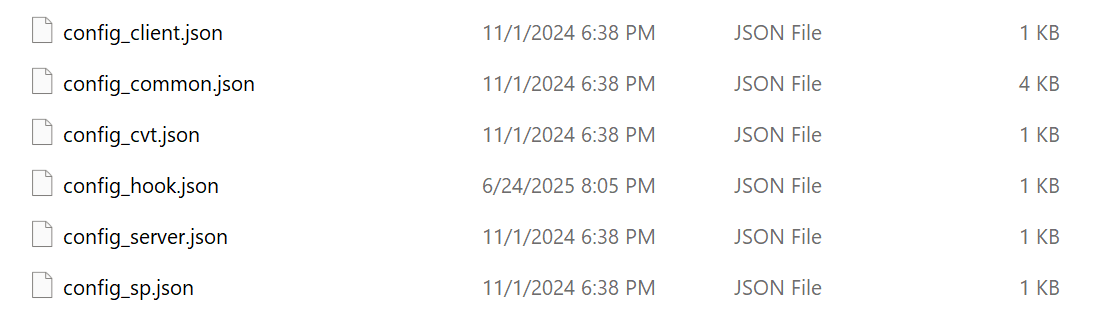 config_client.json 11/1/2024 6:38 PM JSON File 1 KB
config_common.json 11/1/2024 6:38 PM JSON File 4 KB
config_cvt.json 11/1/2024 6:38 PM JSON File 1 KB
config_hook.json 6/24/2025 8:05 PM JSON File 1 KB
config_server.json 11/1/2024 6:38 PM JSON File 1 KB
config_sp.json 11/1/2024 6:38 PM JSON File 1 KB